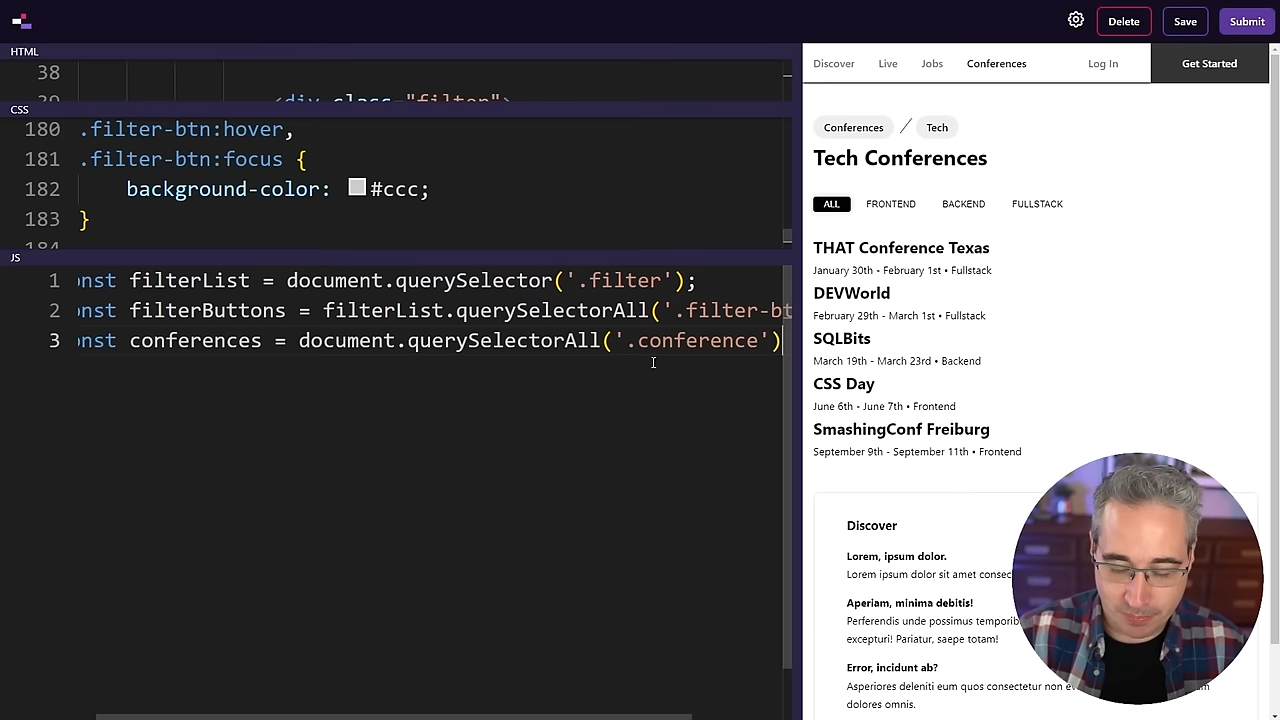 Delete
Save
Submit
HTML
38
39 <div class="filter">
CSS
180 .filter-btn:hover,
181 .filter-btn:focus {
182 background-color: #ccc;
183 }
184
JS
1 onst filterList = document.querySelector('.filter');
2 onst filterButtons = filterList.querySelectorAll('.filter-bt
3 onst conferences = document.querySelectorAll('.conference')
Discover Live Jobs Conferences Log In Get Started
Conferences / Tech
Tech Conferences
ALL FRONTEND BACKEND FULLSTACK
THAT Conference Texas
January 30th - February 1st • Fullstack
DEVWorld
February 29th - March 1st • Fullstack
SQLBits
March 19th - March 23rd • Backend
CSS Day
June 6th - June 7th • Frontend
SmashingConf Freiburg
September 9th - September 11th • Frontend
Discover
Lorem, ipsum dolor.
Lorem ipsum dolor sit amet consec
Aperiam, minima debitis!
Perferendis unde possimus temporib
excepturi! Pariatur, saepe totam!
Error, incidunt ab?
Asperiores deleniti eum quos consectetur non
dolores omnis.